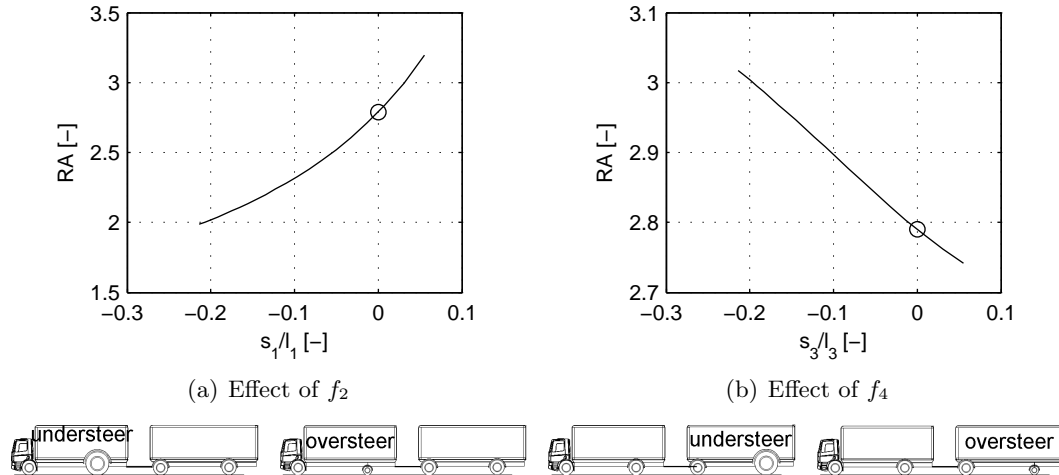 3.5
3
2.5
2
1.5
RA [−]
−0.3 −0.2 −0.1 0 0.1
s₁/l₁ [−]
(a) Effect of f₂
3.1
3
2.9
2.8
2.7
RA [−]
−0.3 −0.2 −0.1 0 0.1
s₃/l₃ [−]
(b) Effect of f₄
understeer
oversteer
understeer
oversteer